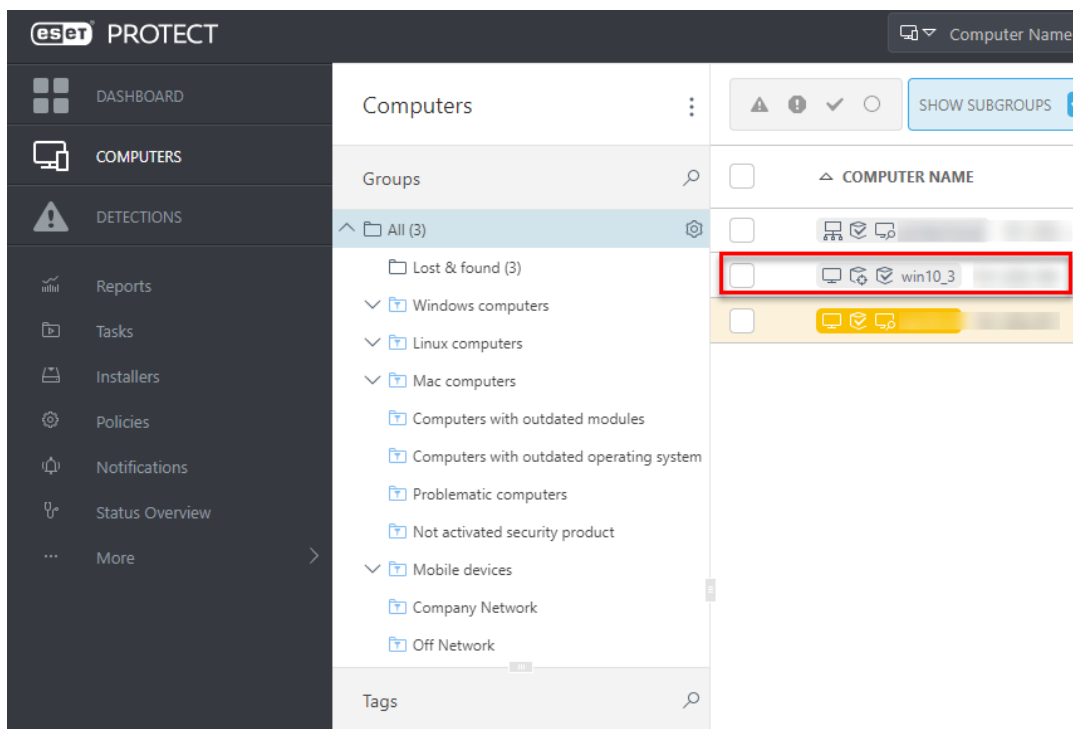 eset PROTECT
Computer Name
DASHBOARD
COMPUTERS
DETECTIONS
Reports
Tasks
Installers
Policies
Notifications
Status Overview
More
Computers
Groups
All (3)
Lost & found (3)
Windows computers
Linux computers
Mac computers
Computers with outdated modules
Computers with outdated operating system
Problematic computers
Not activated security product
Mobile devices
Company Network
Off Network
Tags
SHOW SUBGROUPS
COMPUTER NAME
win10_3